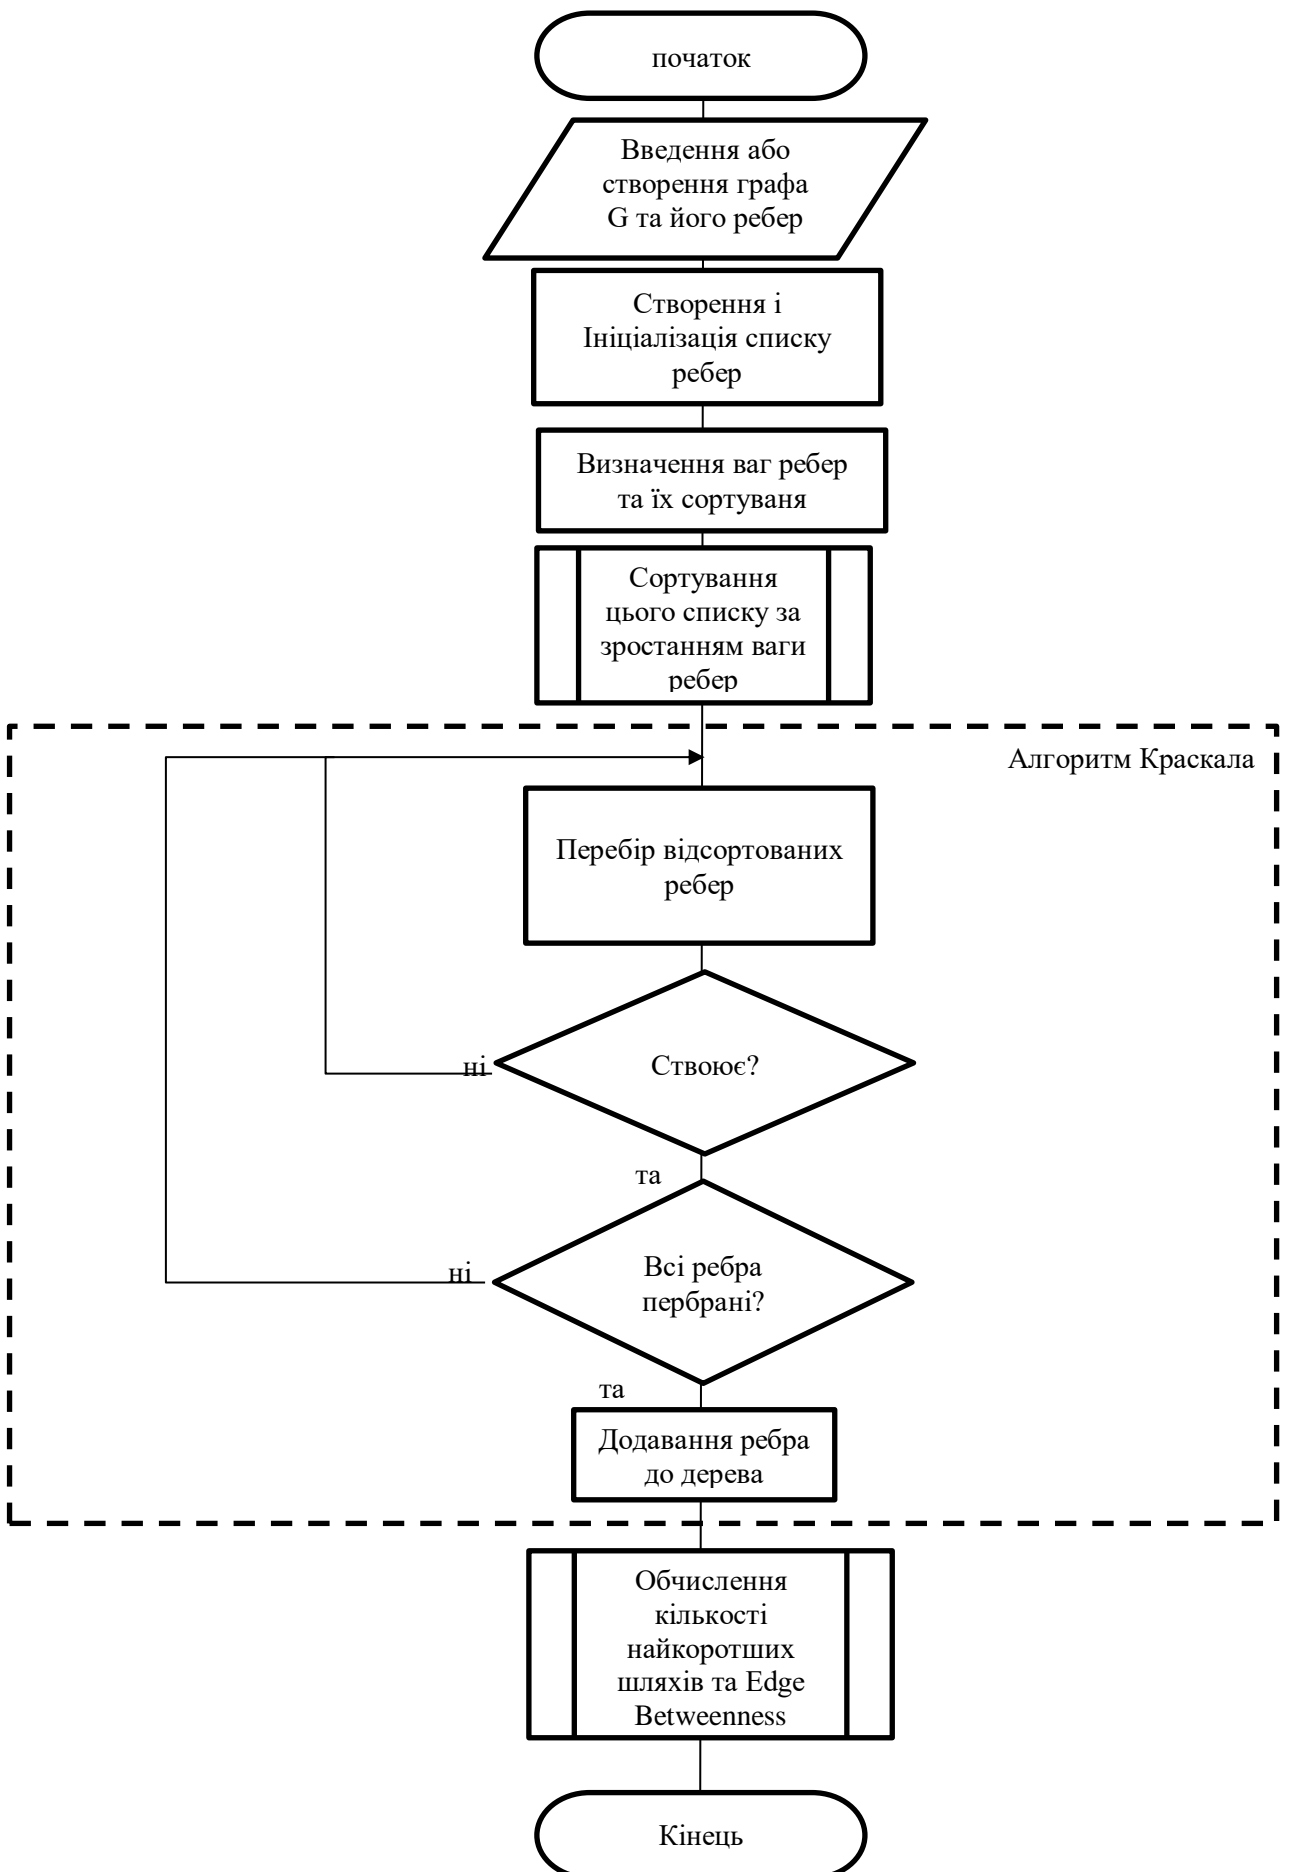 початок
Введення або
створення графа
G та його ребер
Створення і
Ініціалізація списку
ребер
Визначення ваг ребер
та їх сортуваня
Сортування
цього списку за
зростанням ваги
ребер
Алгоритм Краскала
Перебір відсортованих
ребер
ні
Ствоює?
та
ні
Всі ребра
пербрані?
та
Додавання ребра
до дерева
Обчислення
кількості
найкоротших
шляхів та Edge
Betweenness
Кінець